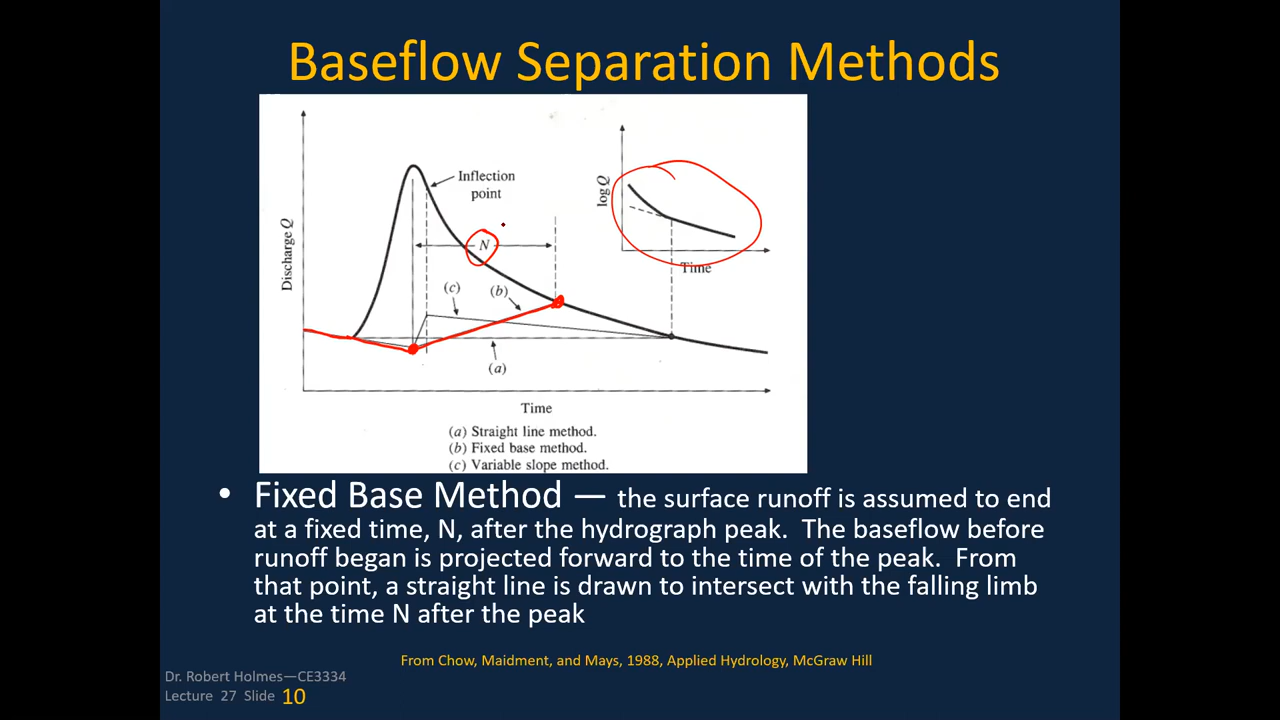 Baseflow Separation Methods
Inflection
point
N
Discharge Q
(c)
(b)
(a)
Time
log Q
Time
(a) Straight line method.
(b) Fixed base method.
(c) Variable slope method.
• Fixed Base Method — the surface runoff is assumed to end
at a fixed time, N, after the hydrograph peak. The baseflow before
runoff began is projected forward to the time of the peak. From
that point, a straight line is drawn to intersect with the falling limb
at the time N after the peak
From Chow, Maidment, and Mays, 1988, Applied Hydrology, McGraw Hill
Dr. Robert Holmes—CE3334
Lecture 27 Slide 10